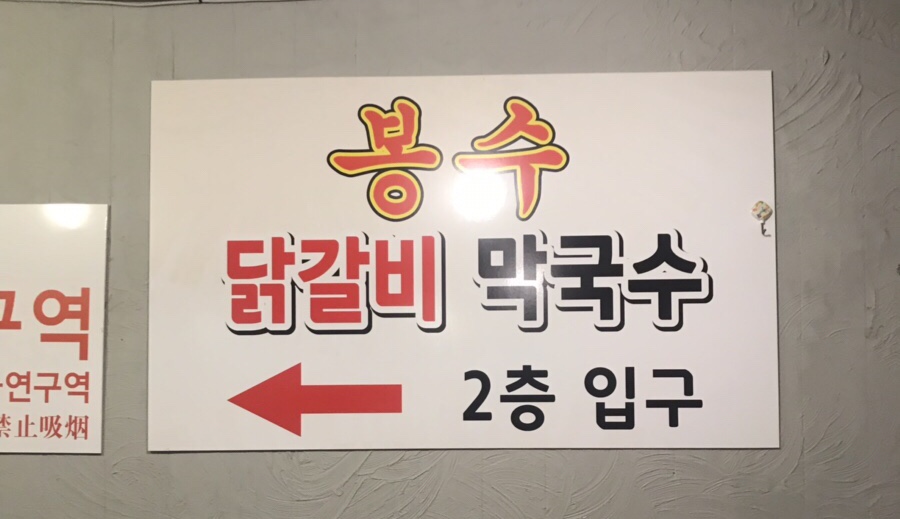 봉수
닭갈비 막국수
2층 입구
역
연구역
禁止吸烟